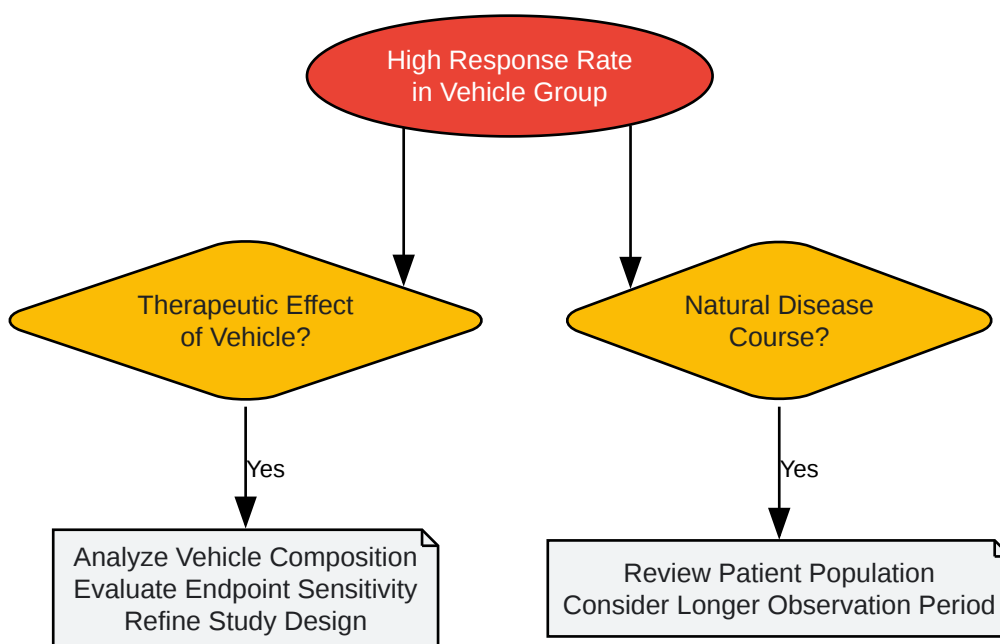 High Response Rate
in Vehicle Group
Therapeutic Effect
of Vehicle?
Natural Disease
Course?
Yes
Yes
Analyze Vehicle Composition
Evaluate Endpoint Sensitivity
Refine Study Design
Review Patient Population
Consider Longer Observation Period